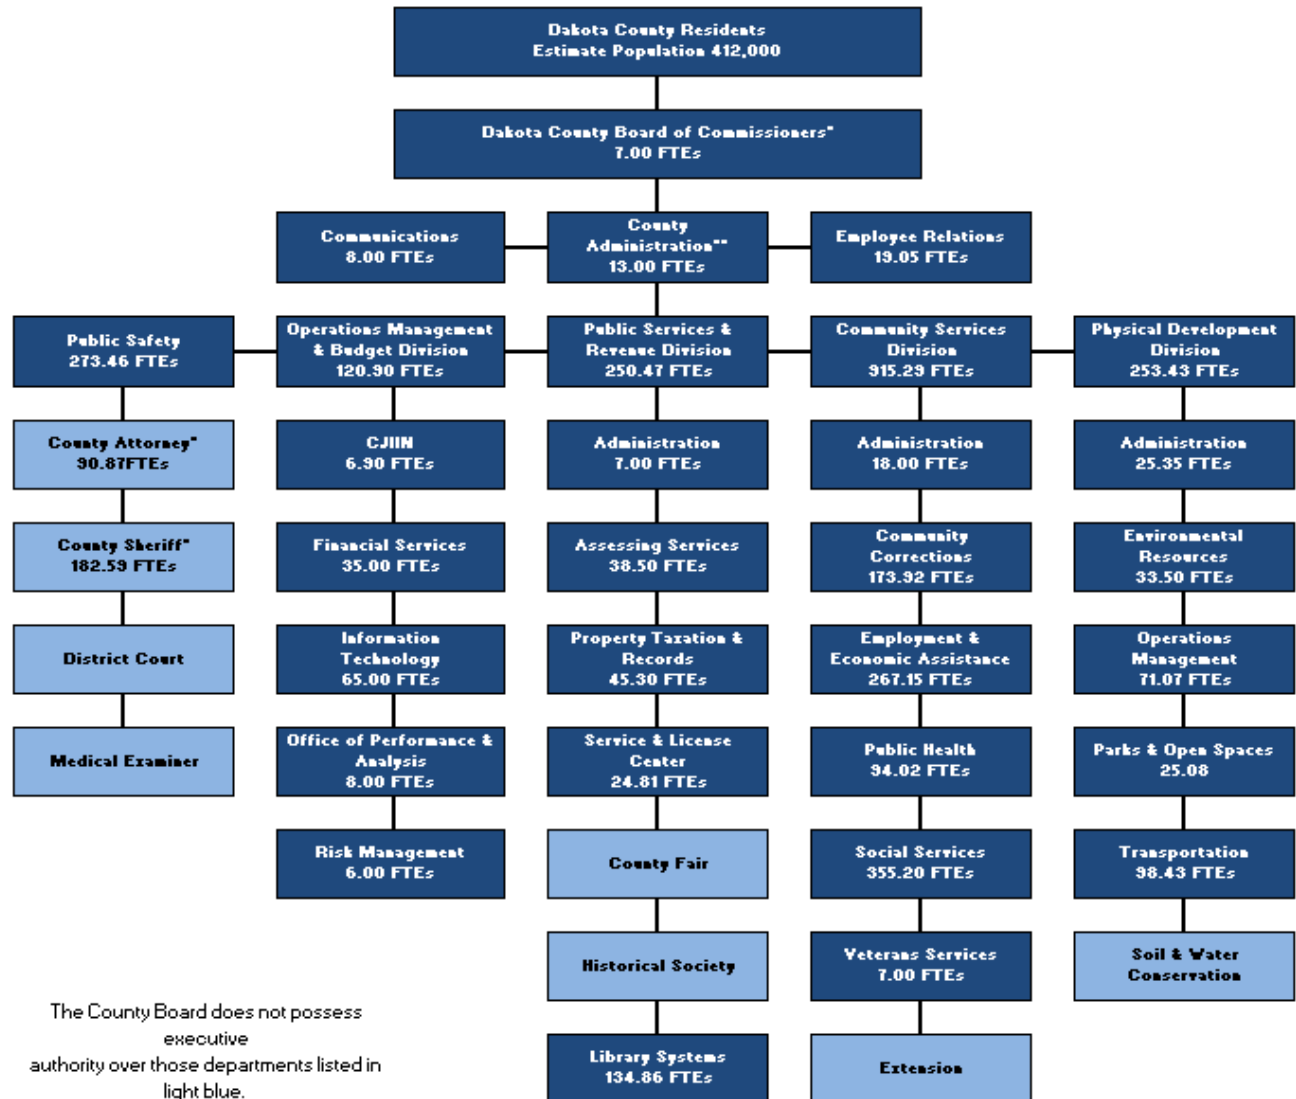 Dakota County Residents
Estimate Population 412,000
Dakota County Board of Commissioners*
7.00 FTEs
Communications
8.00 FTEs
County
Administration**
13.00 FTEs
Employee Relations
19.05 FTEs
Public Safety
273.46 FTEs
Operations Management
& Budget Division
120.90 FTEs
Public Services &
Revenue Division
250.47 FTEs
Community Services
Division
915.29 FTEs
Physical Development
Division
253.43 FTEs
County Attorney*
90.87FTEs
CJIIN
6.90 FTEs
Administration
7.00 FTEs
Administration
18.00 FTEs
Administration
25.35 FTEs
County Sheriff*
182.59 FTEs
Financial Services
35.00 FTEs
Assessing Services
38.50 FTEs
Community
Corrections
173.92 FTEs
Environmental
Resources
33.50 FTEs
District Court
Information
Technology
65.00 FTEs
Property Taxation &
Records
45.30 FTEs
Employment &
Economic Assistance
267.15 FTEs
Operations
Management
71.07 FTEs
Medical Examiner
Office of Performance &
Analysis
8.00 FTEs
Service & License
Center
24.81 FTEs
Public Health
94.02 FTEs
Parks & Open Spaces
25.08
Risk Management
6.00 FTEs
County Fair
Social Services
355.20 FTEs
Transportation
98.43 FTEs
Historical Society
Veterans Services
7.00 FTEs
Soil & Water
Conservation
Library Systems
134.86 FTEs
Extension
The County Board does not possess
executive
authority over those departments listed in
light blue.